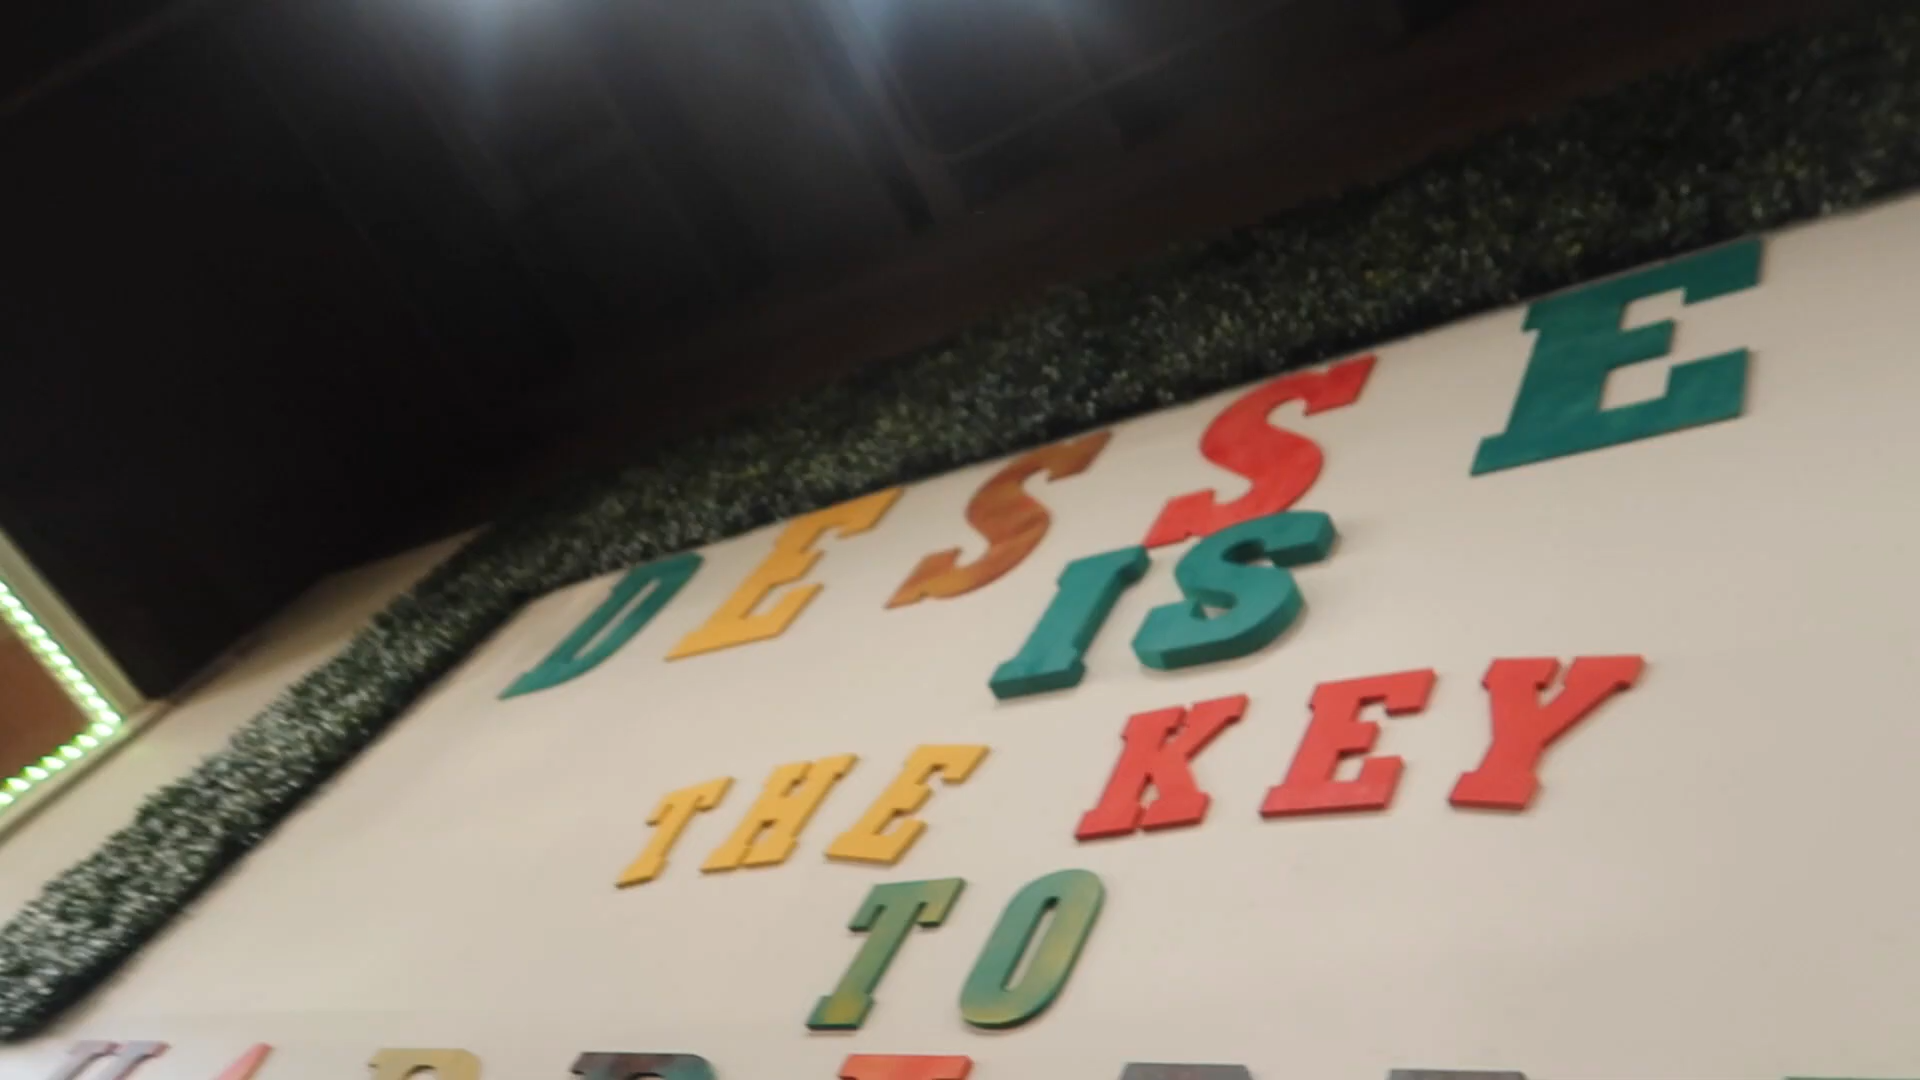 DESSE
IS
THE KEY
TO